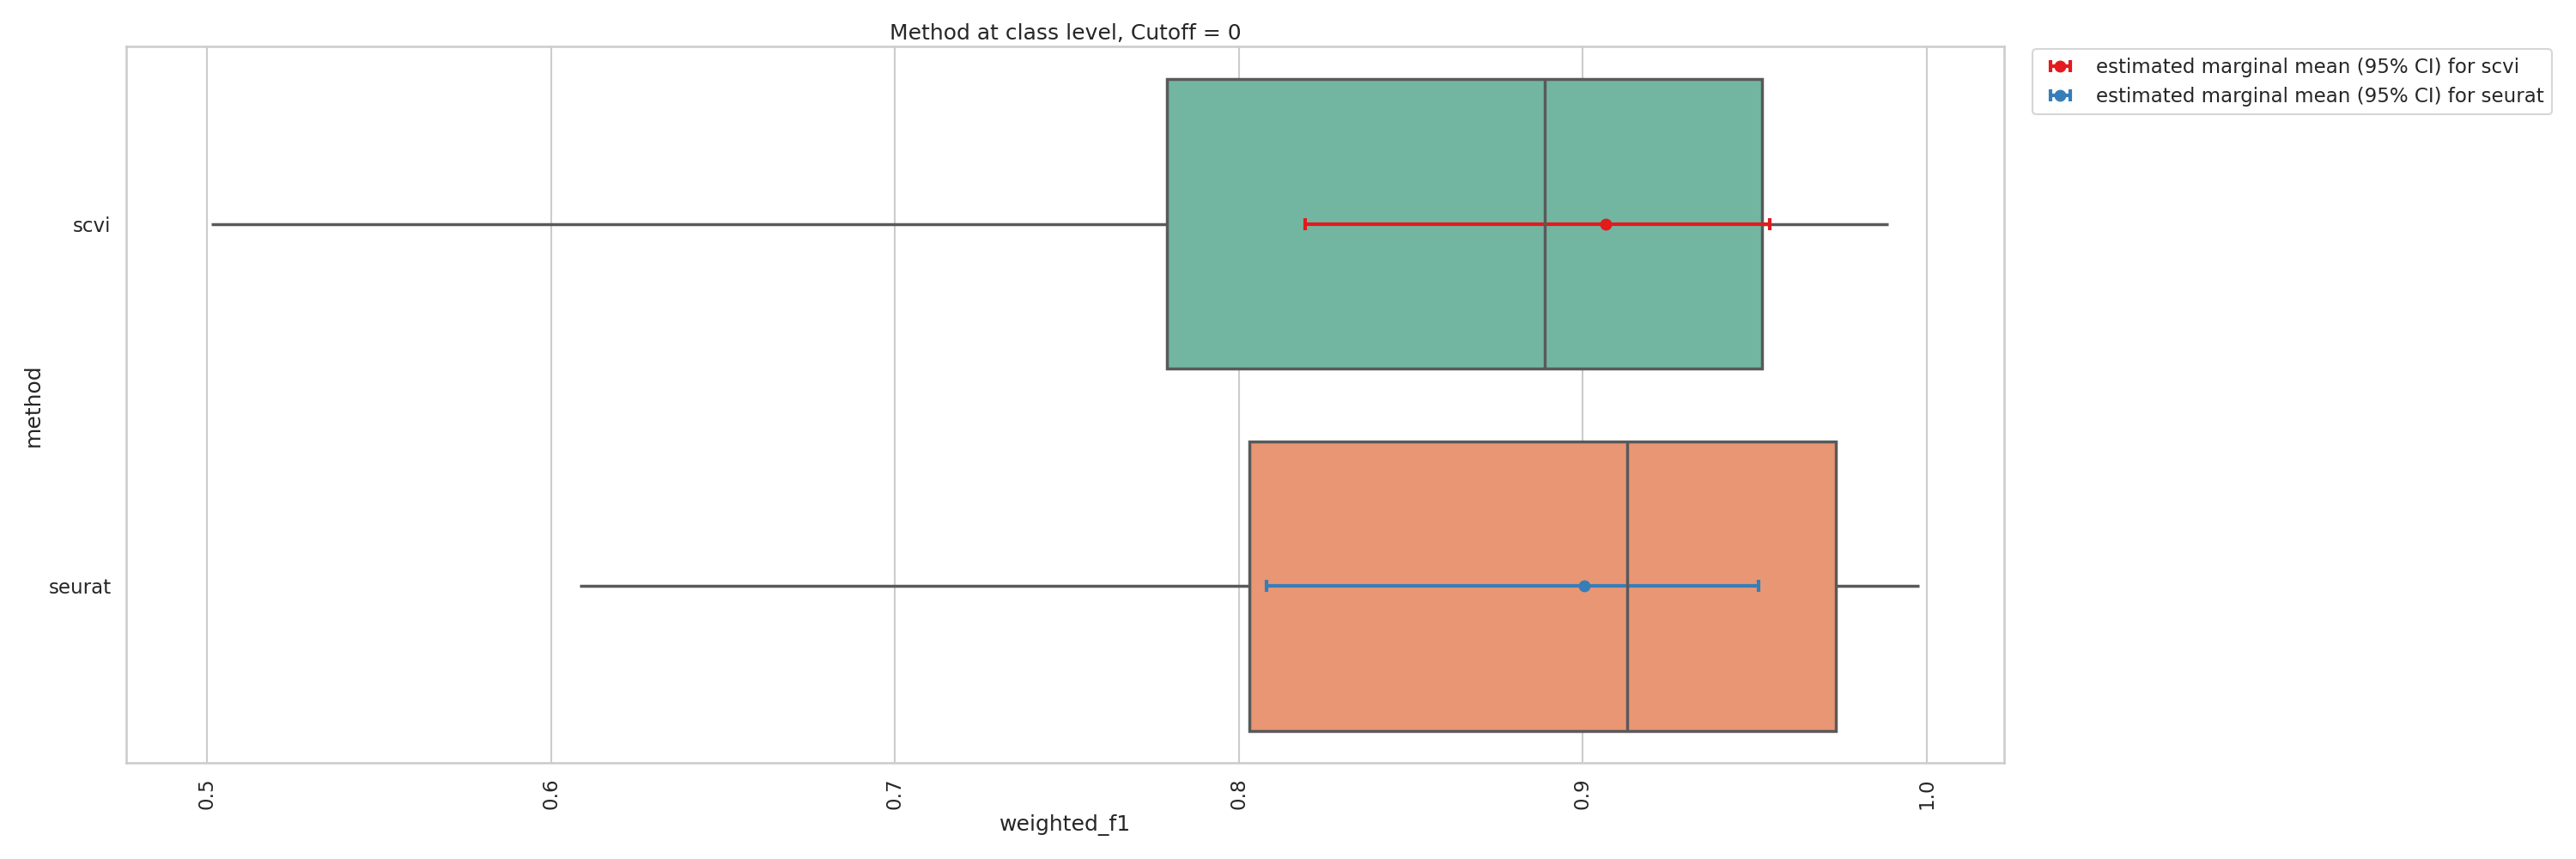 Method at class level, Cutoff = 0
estimated marginal mean (95% CI) for scvi
estimated marginal mean (95% CI) for seurat
scvi
seurat
method
0.5
0.6
0.7
0.8
0.9
1.0
weighted_f1